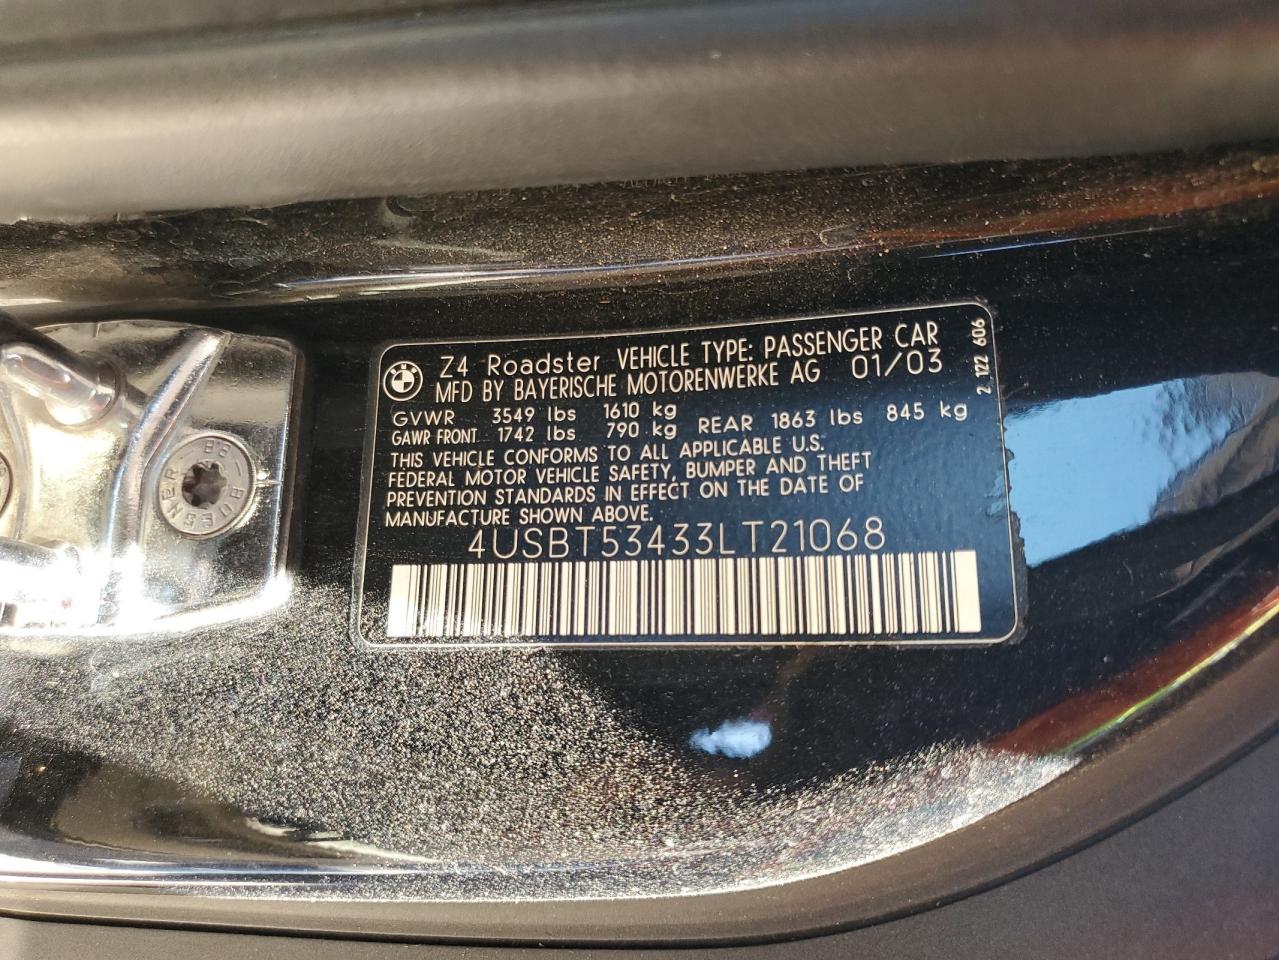 BMW
Z4 Roadster VEHICLE TYPE: PASSENGER CAR
MFD BY BAYERISCHE MOTORENWERKE AG 01/03
2 122 606
GVWR 3549 lbs 1610 kg
GAWR FRONT 1742 lbs 790 kg REAR 1863 lbs 845 kg
THIS VEHICLE CONFORMS TO ALL APPLICABLE U.S.
FEDERAL MOTOR VEHICLE SAFETY, BUMPER AND THEFT
PREVENTION STANDARDS IN EFFECT ON THE DATE OF
MANUFACTURE SHOWN ABOVE.
4USBT53433LT21068